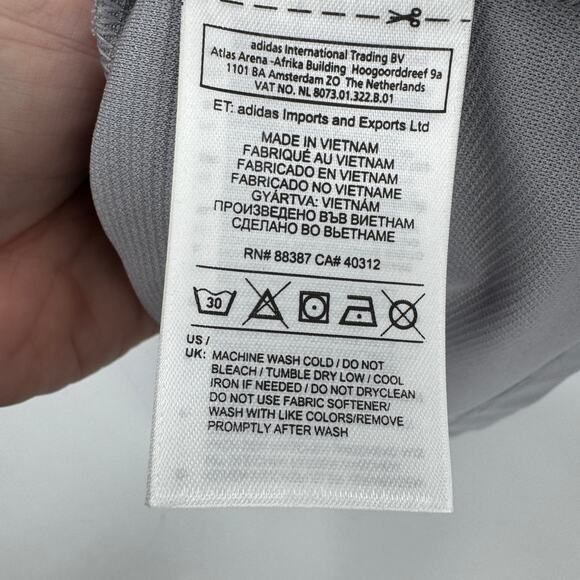 adidas International Trading BV
Atlas Arena -Afrika Building Hoogoorddreef 9a
1101 BA Amsterdam ZO The Netherlands
VAT NO. NL 8073.01.322.B.01
ET: adidas Imports and Exports Ltd
MADE IN VIETNAM
FABRIQUÉ AU VIETNAM
FABRICADO EN VIETNAM
FABRICADO NO VIETNAME
GYÁRTVA: VIETNÁM
ПРОИЗВЕДЕНО ВЪВ ВИЕТНАМ
СДЕЛАНО ВО ВЬЕТНАМЕ
RN# 88387 CA# 40312
30
US /
UK: MACHINE WASH COLD / DO NOT
BLEACH / TUMBLE DRY LOW / COOL
IRON IF NEEDED / DO NOT DRYCLEAN
DO NOT USE FABRIC SOFTENER/
WASH WITH LIKE COLORS/REMOVE
PROMPTLY AFTER WASH